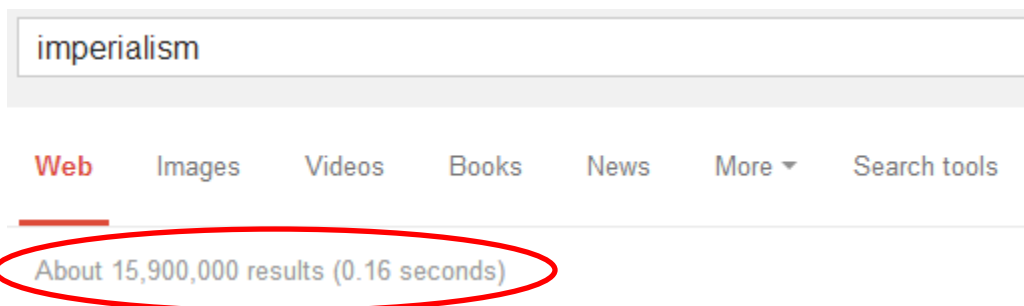 imperialism
Web Images Videos Books News More Search tools
About 15,900,000 results (0.16 seconds)